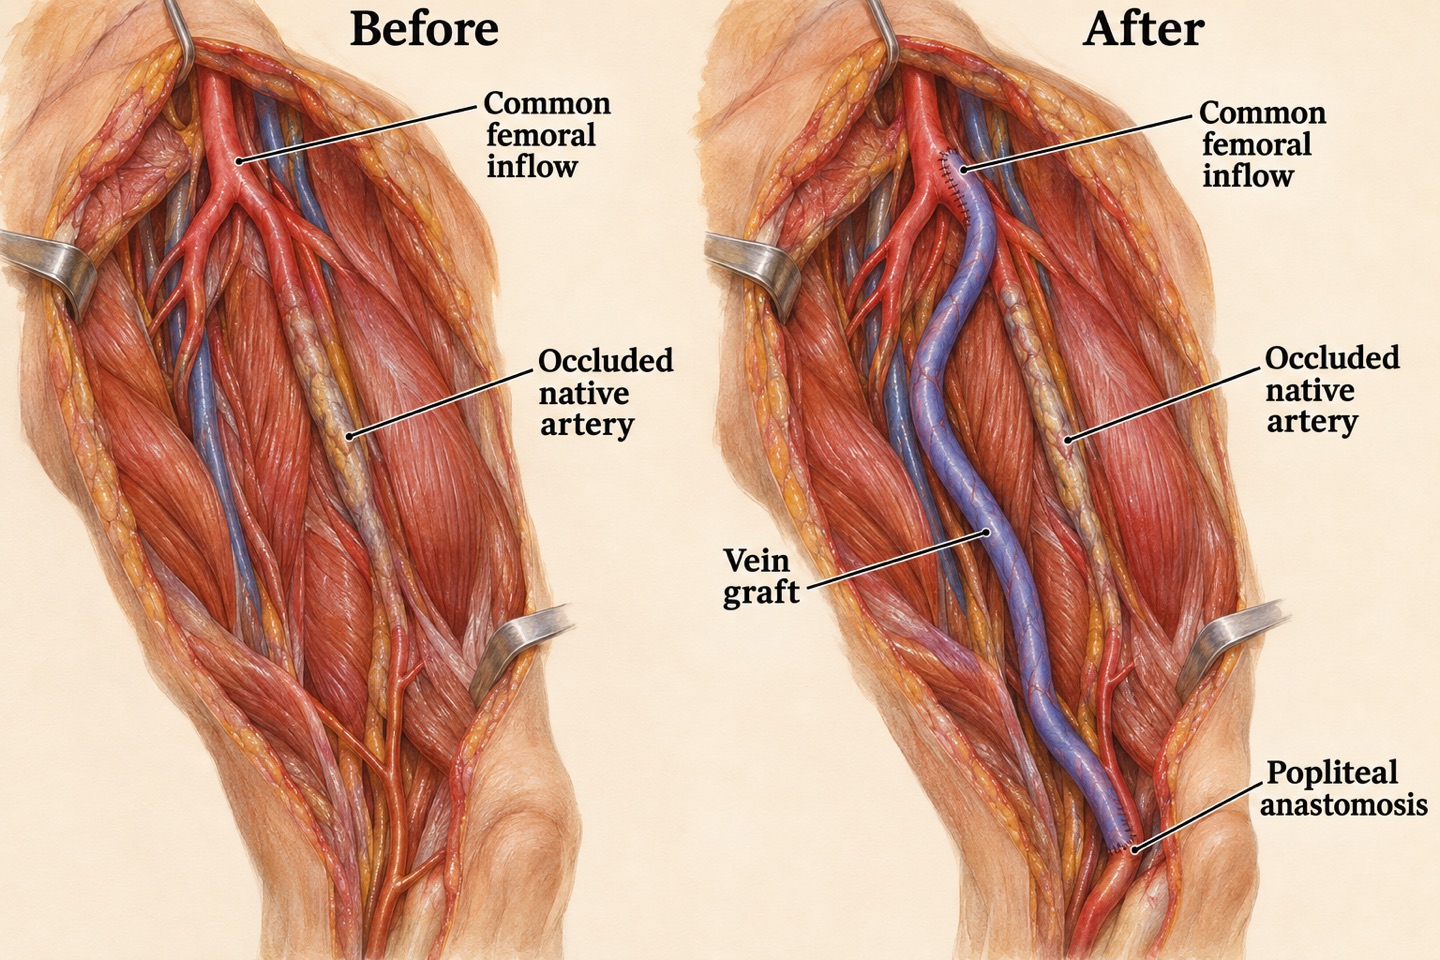 Before
Common
femoral
inflow
Occluded
native
artery
After
Common
femoral
inflow
Occluded
native
artery
Vein
graft
Popliteal
anastomosis